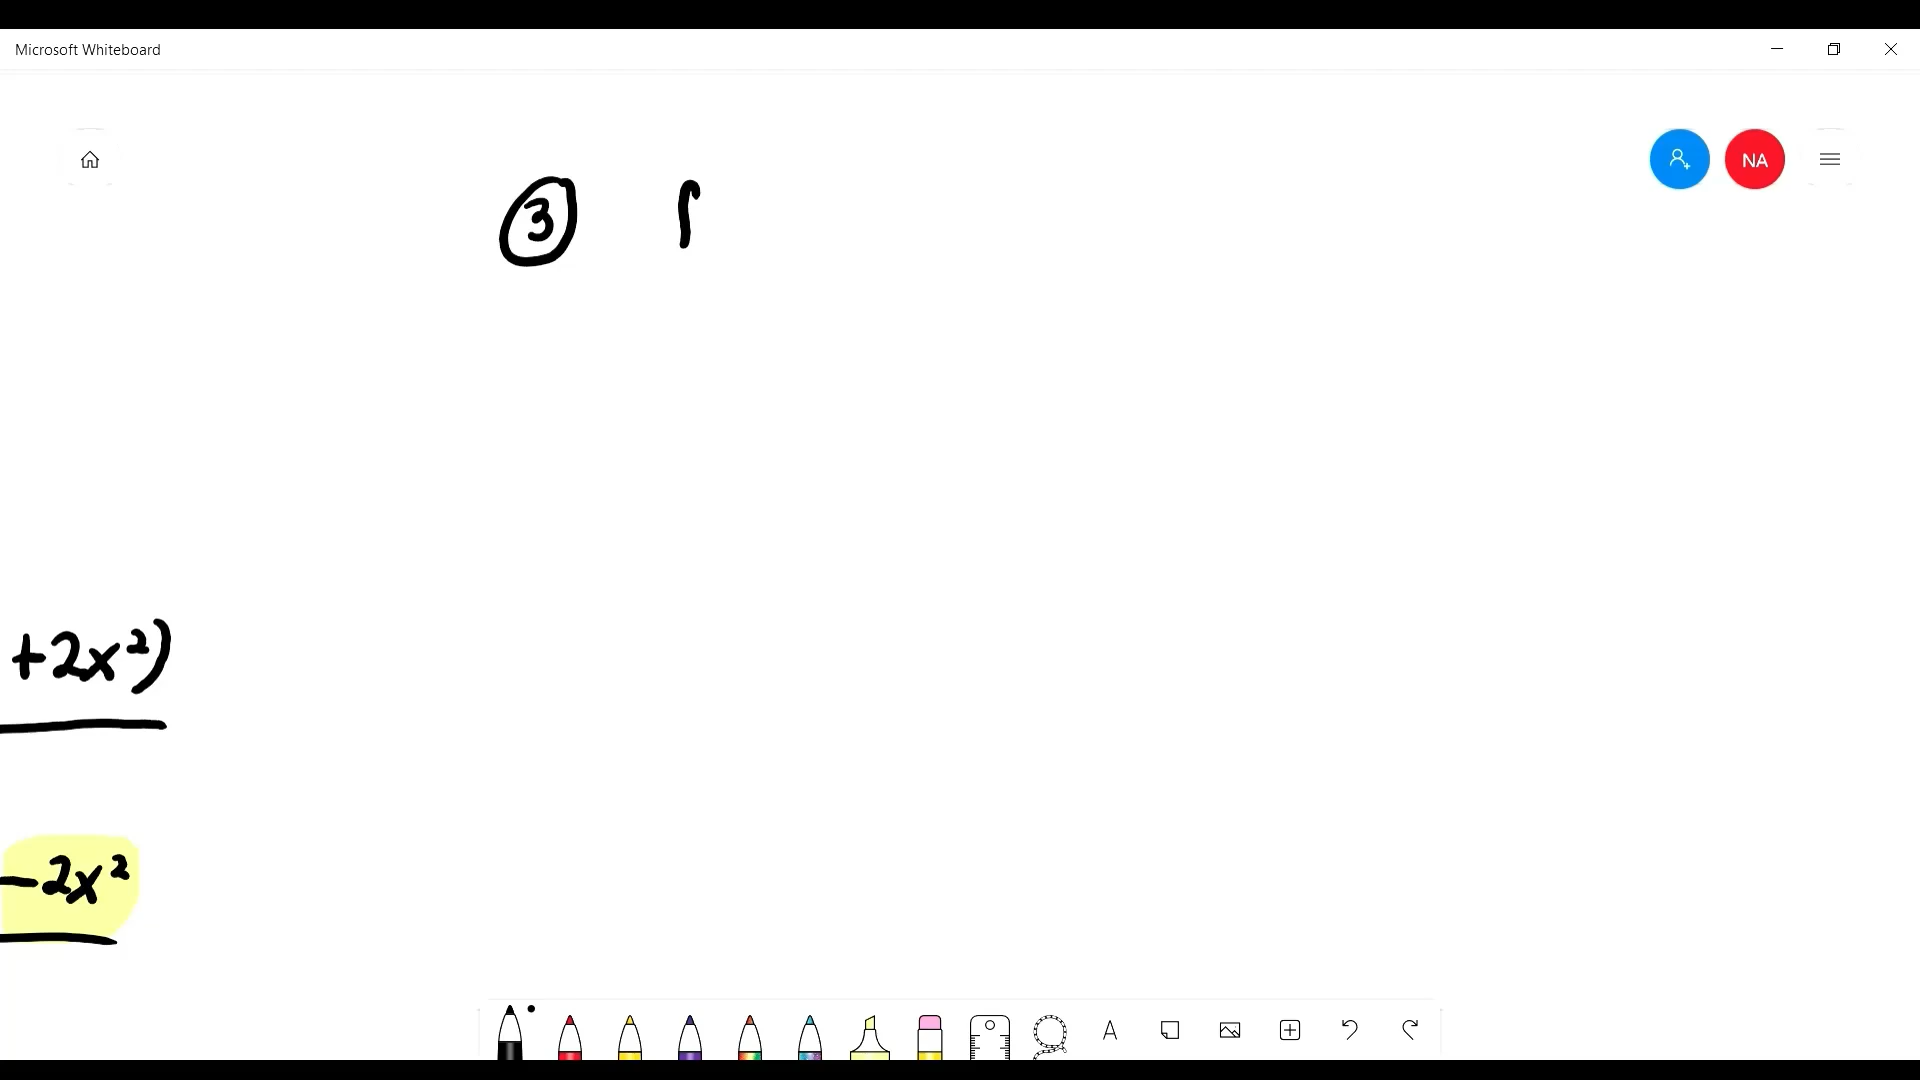 Microsoft Whiteboard
NA
③
+2x²)
-2x²
A